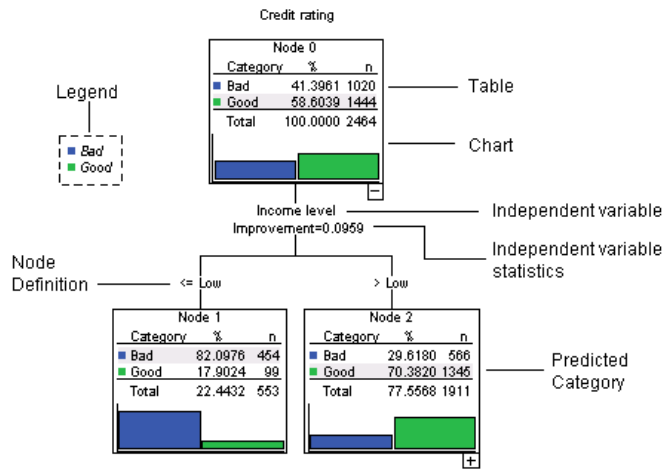 Credit rating
Node 0
Category % n
Bad 41.3961 1020
Good 58.6039 1444
Total 100.0000 2464
Legend
Bad
Good
Table
Chart
Income level
Improvement=0.0959
Independent variable
Independent variable
statistics
Node
Definition
<= Low
> Low
Node 1
Category % n
Bad 82.0976 454
Good 17.9024 99
Total 22.4432 553
Node 2
Category % n
Bad 29.6180 566
Good 70.3820 1345
Total 77.5568 1911
Predicted
Category